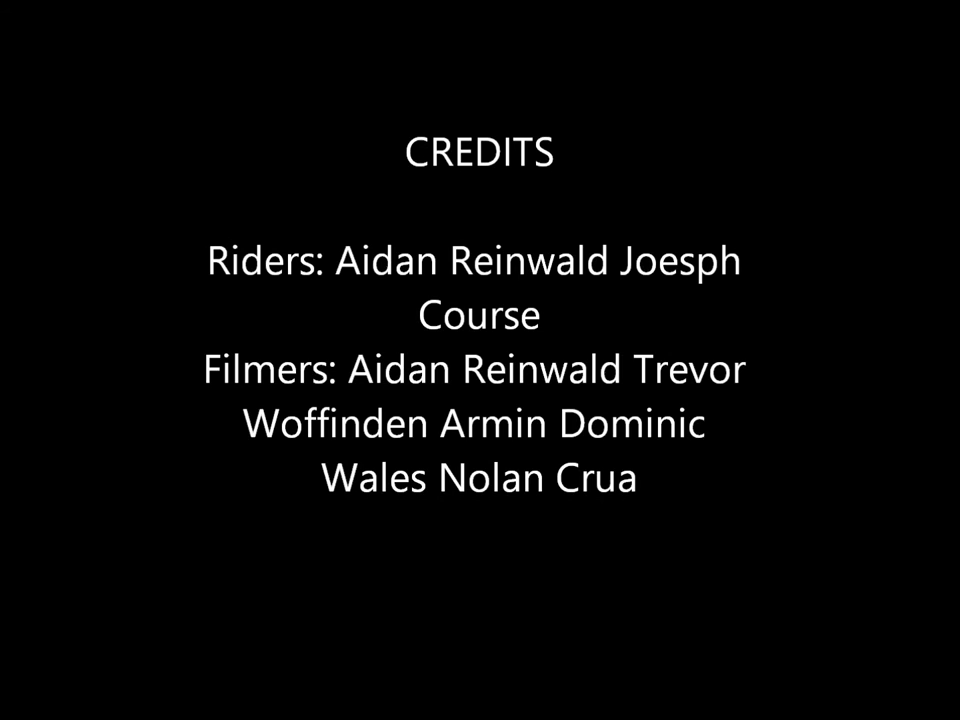 CREDITS
Riders: Aidan Reinwald Joesph
Course
Filmers: Aidan Reinwald Trevor
Woffinden Armin Dominic
Wales Nolan Crua